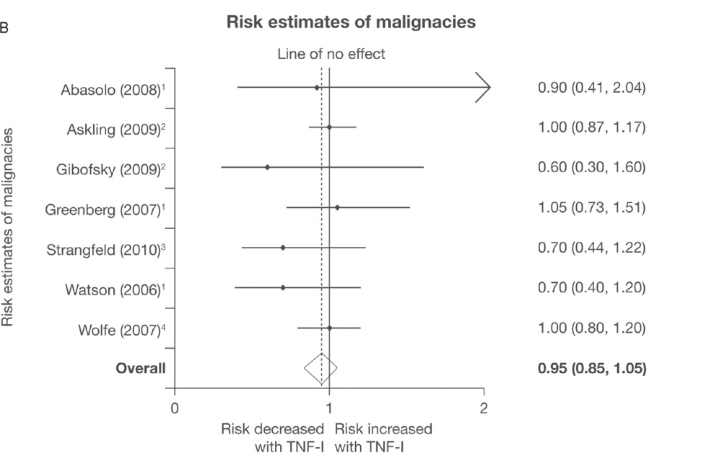 B
Risk estimates of malignacies
Line of no effect
Risk estimates of malignacies
Abasolo (2008)¹ 0.90 (0.41, 2.04)
Askling (2009)² 1.00 (0.87, 1.17)
Gibofsky (2009)² 0.60 (0.30, 1.60)
Greenberg (2007)¹ 1.05 (0.73, 1.51)
Strangfeld (2010)³ 0.70 (0.44, 1.22)
Watson (2006)¹ 0.70 (0.40, 1.20)
Wolfe (2007)⁴ 1.00 (0.80, 1.20)
Overall 0.95 (0.85, 1.05)
0 1 2
Risk decreased Risk increased
with TNF-I with TNF-I